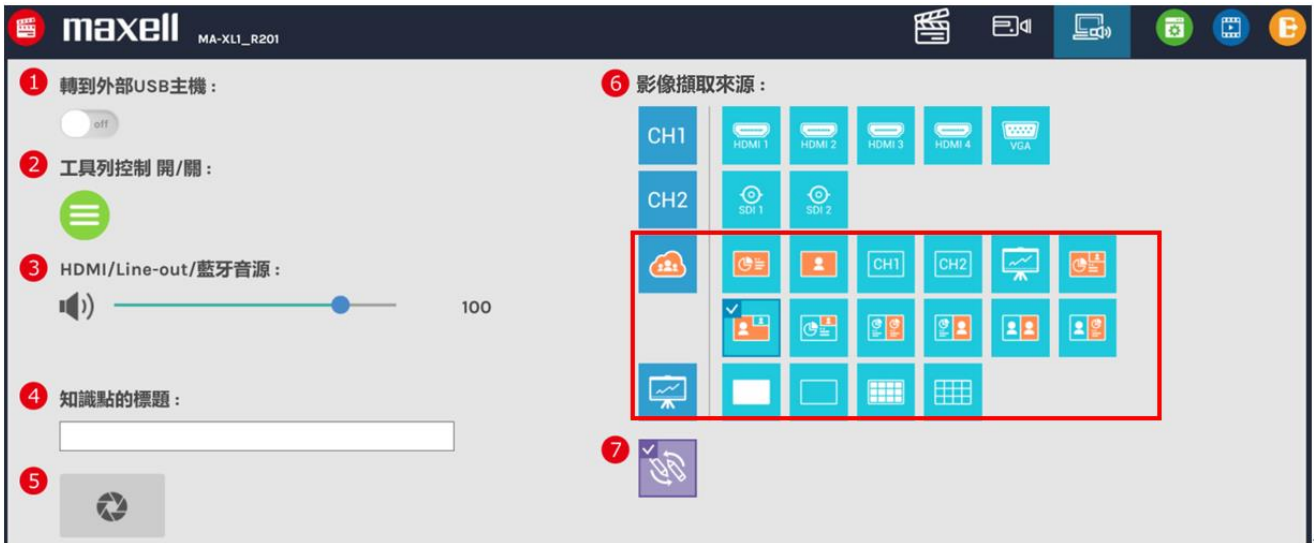 maxell MA-XL1_R201
1 轉到外部USB主機 :
off
2 工具列控制 開/關 :
3 HDMI/Line-out/藍牙音源 :
100
4 知識點的標題 :
5
6 影像擷取來源 :
CH1 HDMI 1 HDMI 2 HDMI 3 HDMI 4 VGA
CH2 SDI 1 SDI 2
CH1 CH2
7